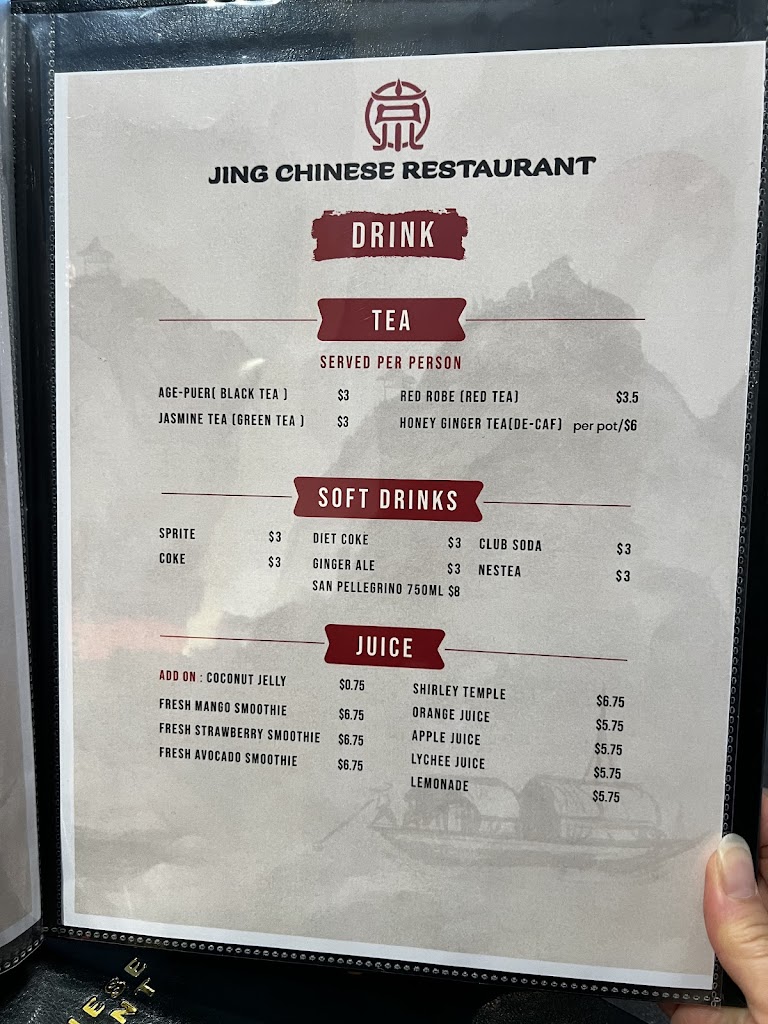 京
JING CHINESE RESTAURANT
DRINK
TEA
SERVED PER PERSON
AGE-PUER( BLACK TEA ) $3
JASMINE TEA (GREEN TEA ) $3
RED ROBE (RED TEA) $3.5
HONEY GINGER TEA(DE-CAF) per pot/$6
SOFT DRINKS
SPRITE $3
COKE $3
DIET COKE $3
GINGER ALE $3
SAN PELLEGRINO 750ML $8
CLUB SODA $3
NESTEA $3
JUICE
ADD ON : COCONUT JELLY $0.75
FRESH MANGO SMOOTHIE $6.75
FRESH STRAWBERRY SMOOTHIE $6.75
FRESH AVOCADO SMOOTHIE $6.75
SHIRLEY TEMPLE $6.75
ORANGE JUICE $5.75
APPLE JUICE $5.75
LYCHEE JUICE $5.75
LEMONADE $5.75